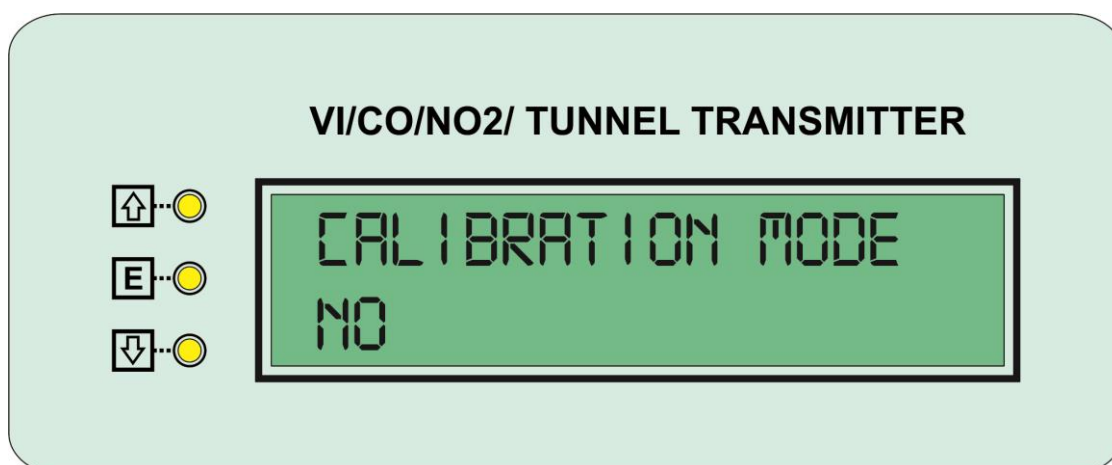 VI/CO/NO2/ TUNNEL TRANSMITTER
CALIBRATION MODE
E
NO